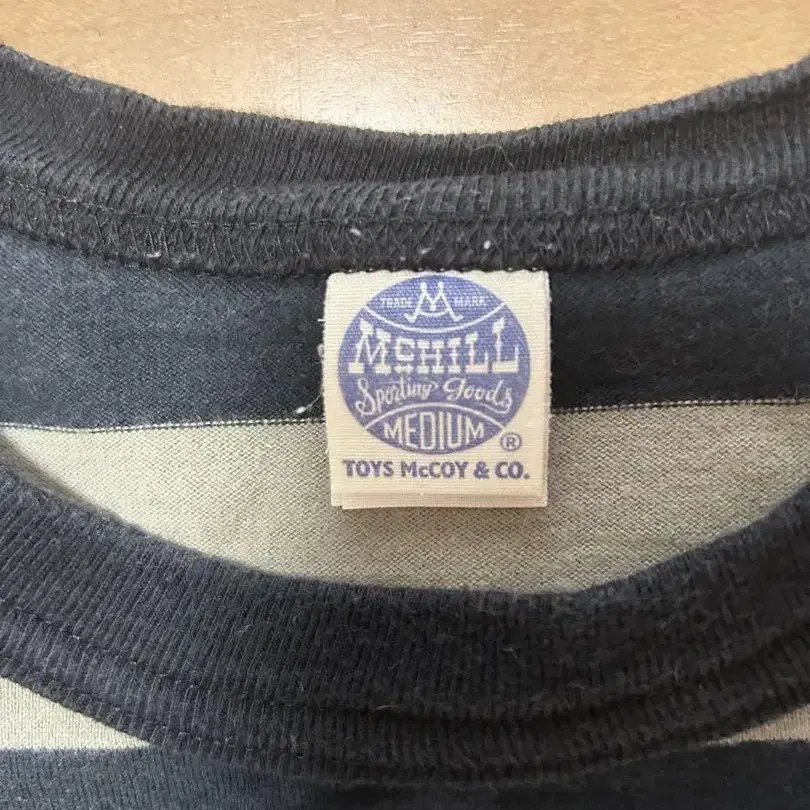 TRADE M MARK
McHILL
Sporting Goods
MEDIUM ®
TOYS McCOY & CO.